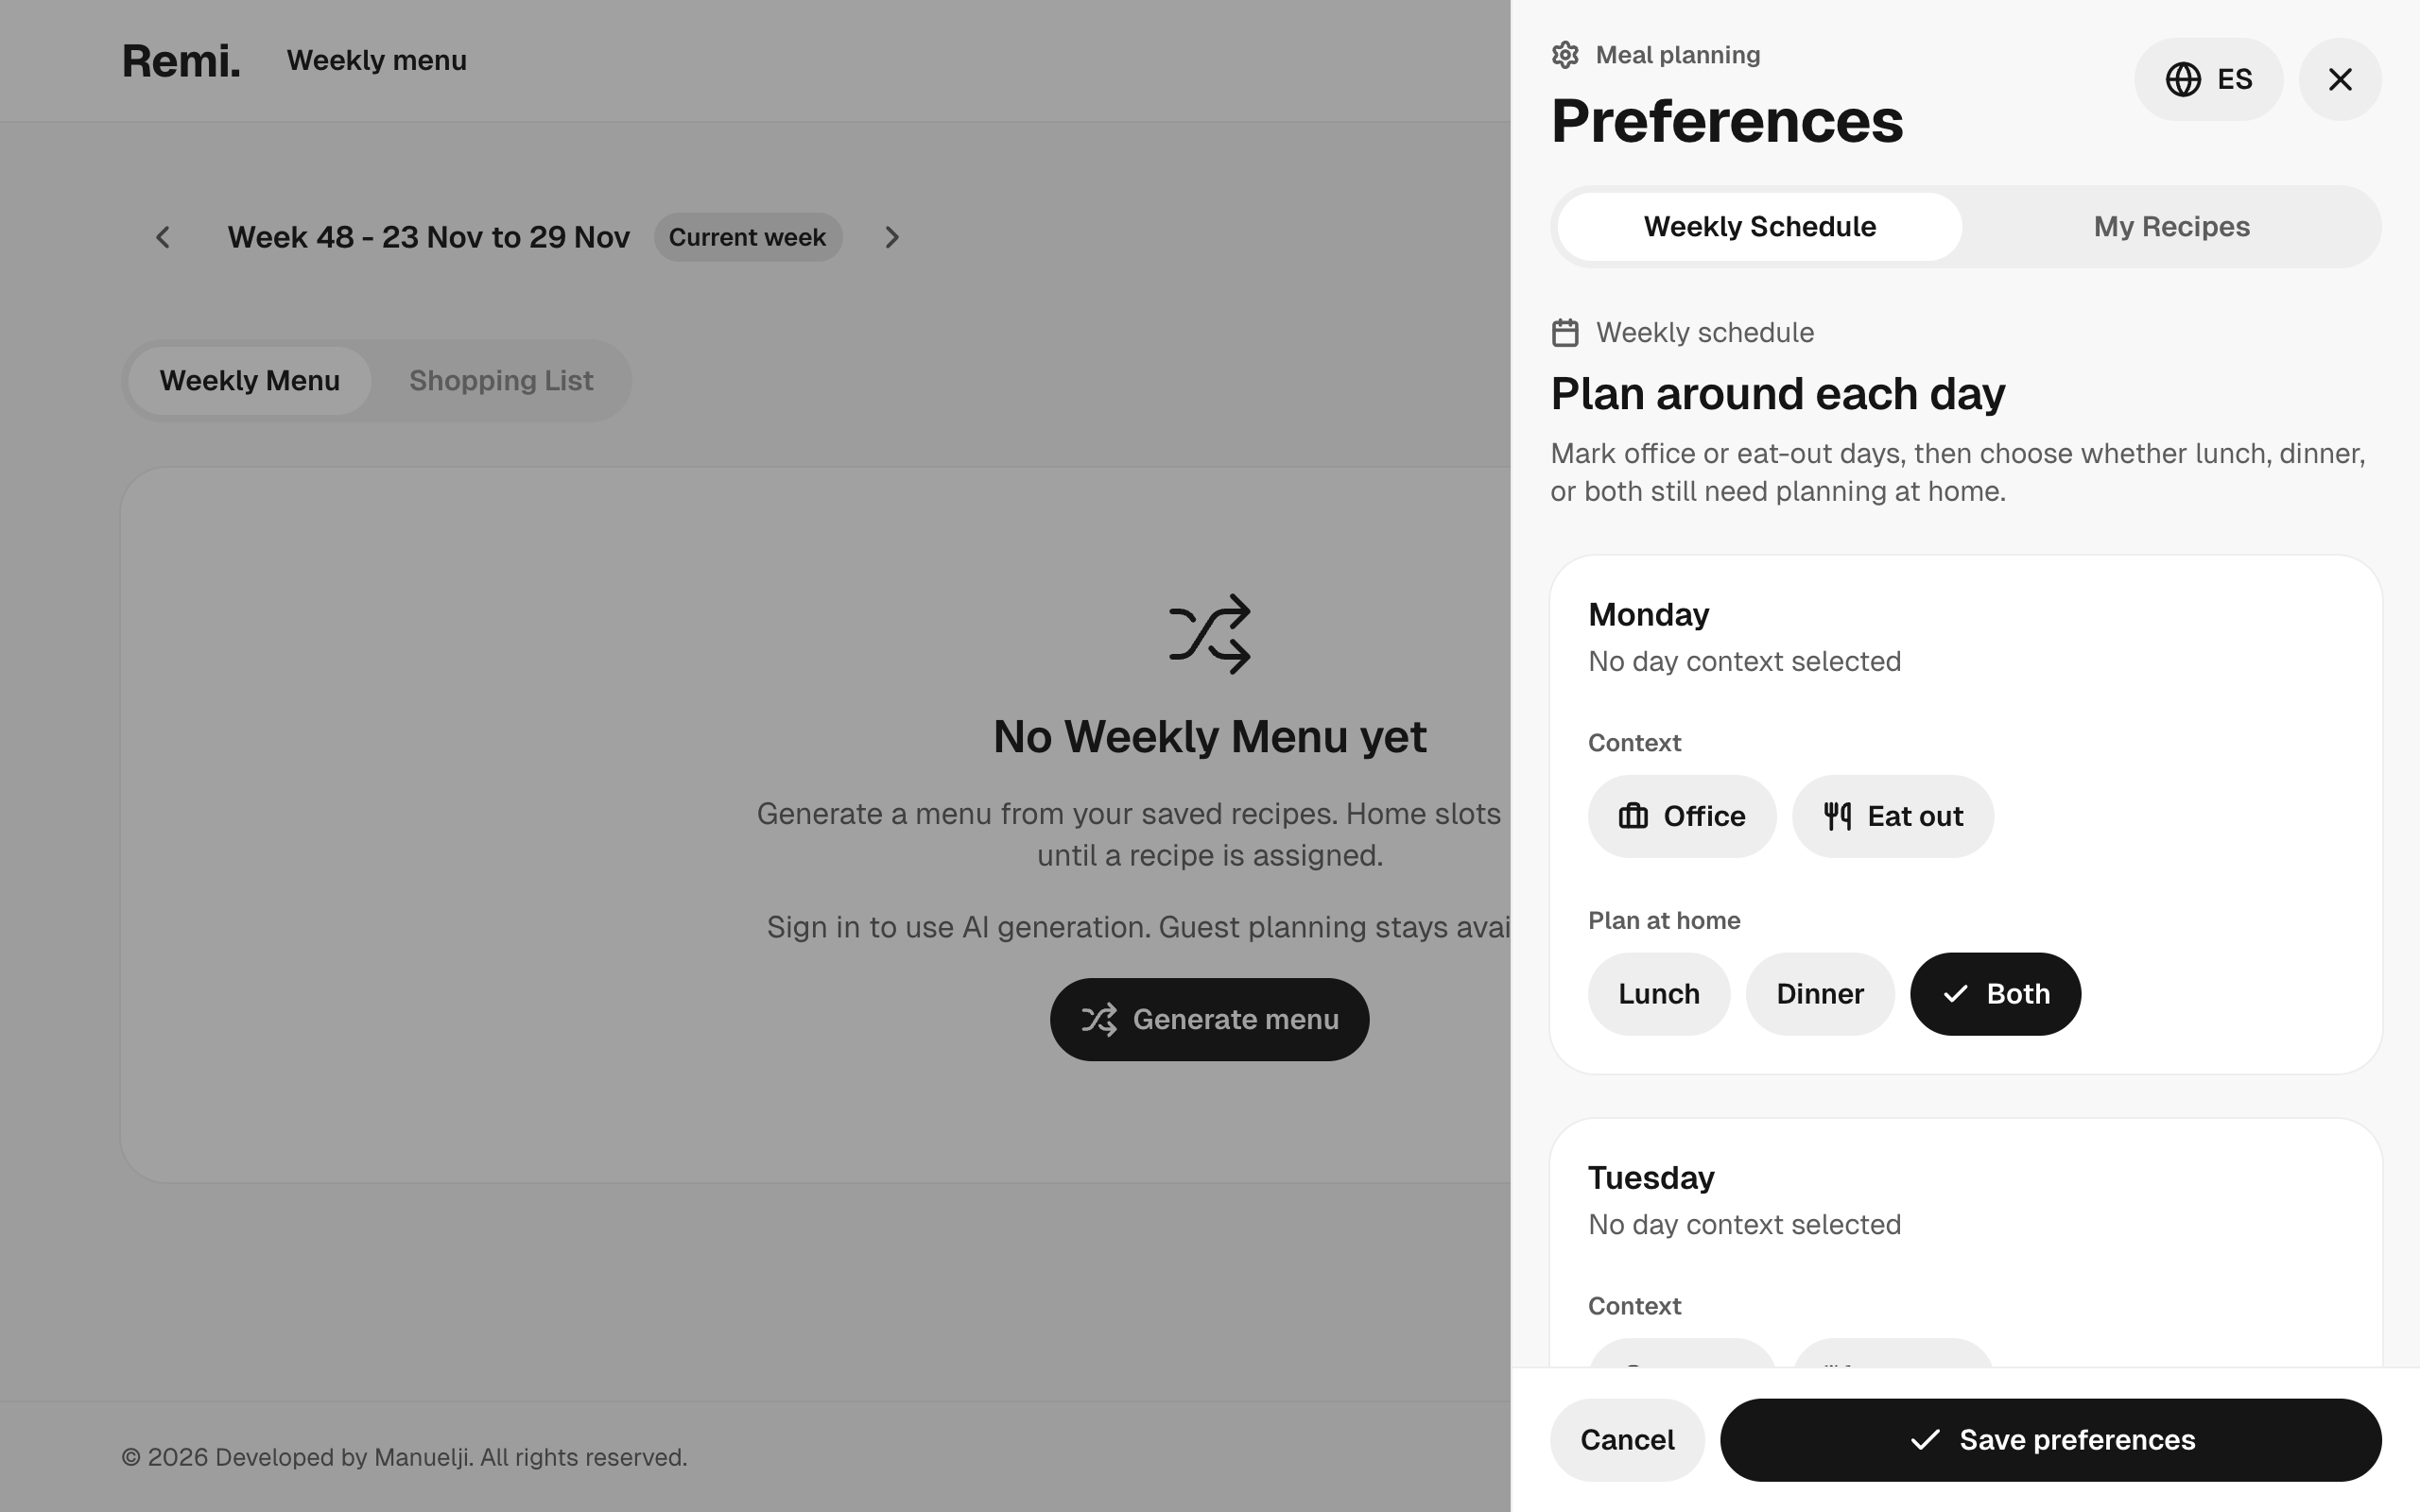 Remi.
Weekly menu
Week 48 - 23 Nov to 29 Nov
Current week
Weekly Menu
Shopping List
No Weekly Menu yet
Generate a menu from your saved recipes. Home slots
until a recipe is assigned.
Sign in to use AI generation. Guest planning stays avai
Generate menu
© 2026 Developed by Manuelji. All rights reserved.
Meal planning
Preferences
ES
Weekly Schedule
My Recipes
Weekly schedule
Plan around each day
Mark office or eat-out days, then choose whether lunch, dinner,
or both still need planning at home.
Monday
No day context selected
Context
Office
Eat out
Plan at home
Lunch
Dinner
Both
Tuesday
No day context selected
Context
Cancel
Save preferences